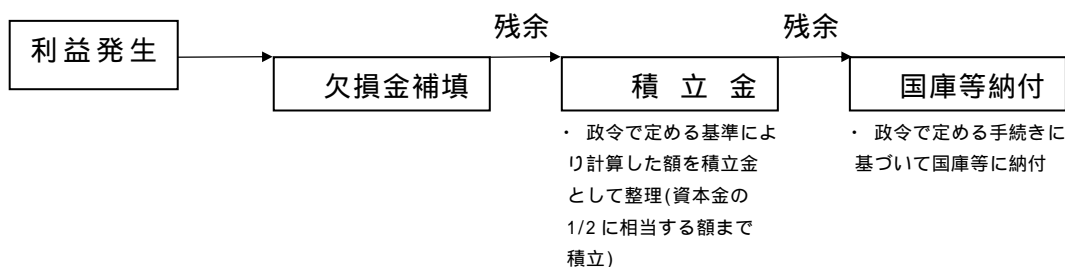 残余
残余
利益発生
欠損金補填
積立金
国庫等納付
・ 政令で定める基準によ
り計算した額を積立金
として整理(資本金の
1/2に相当する額まで
積立)
・ 政令で定める手続きに
基づいて国庫等に納付